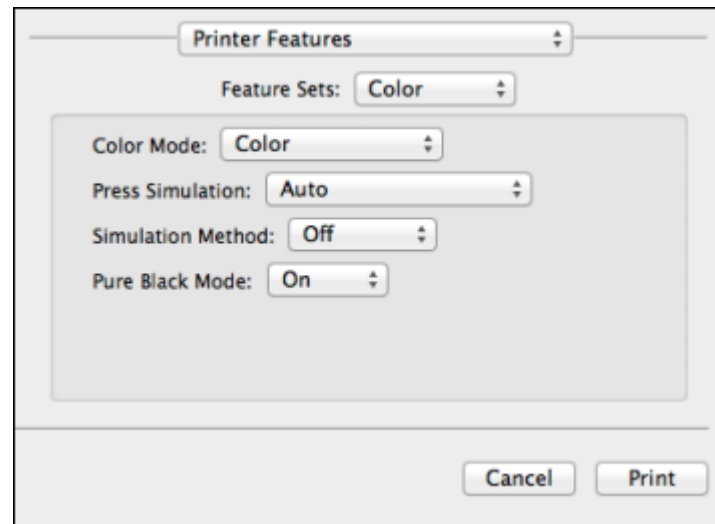 Printer Features
Feature Sets: Color
Color Mode: Color
Press Simulation: Auto
Simulation Method: Off
Pure Black Mode: On
Cancel Print